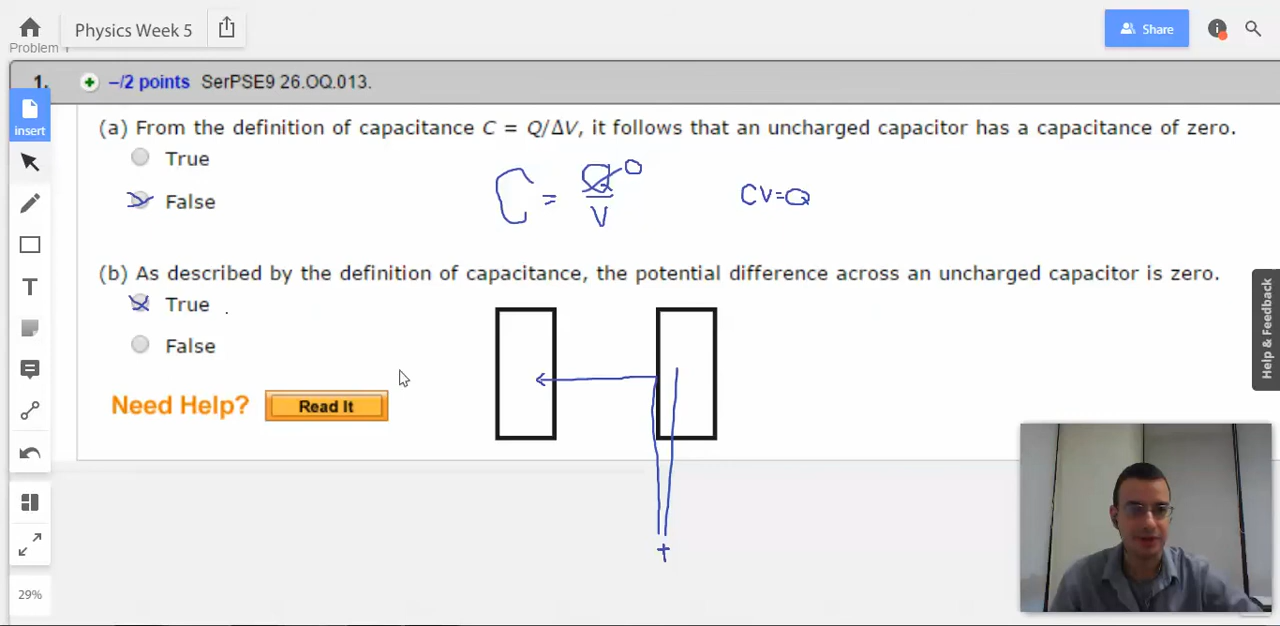 Physics Week 5
Share
Problem 1
1. –/2 points SerPSE9 26.OQ.013.
insert
(a) From the definition of capacitance C = Q/ΔV, it follows that an uncharged capacitor has a capacitance of zero.
True
False
C = Q/V 0
CV=Q
(b) As described by the definition of capacitance, the potential difference across an uncharged capacitor is zero.
True
False
Need Help? Read It
+
Help & Feedback
T
29%